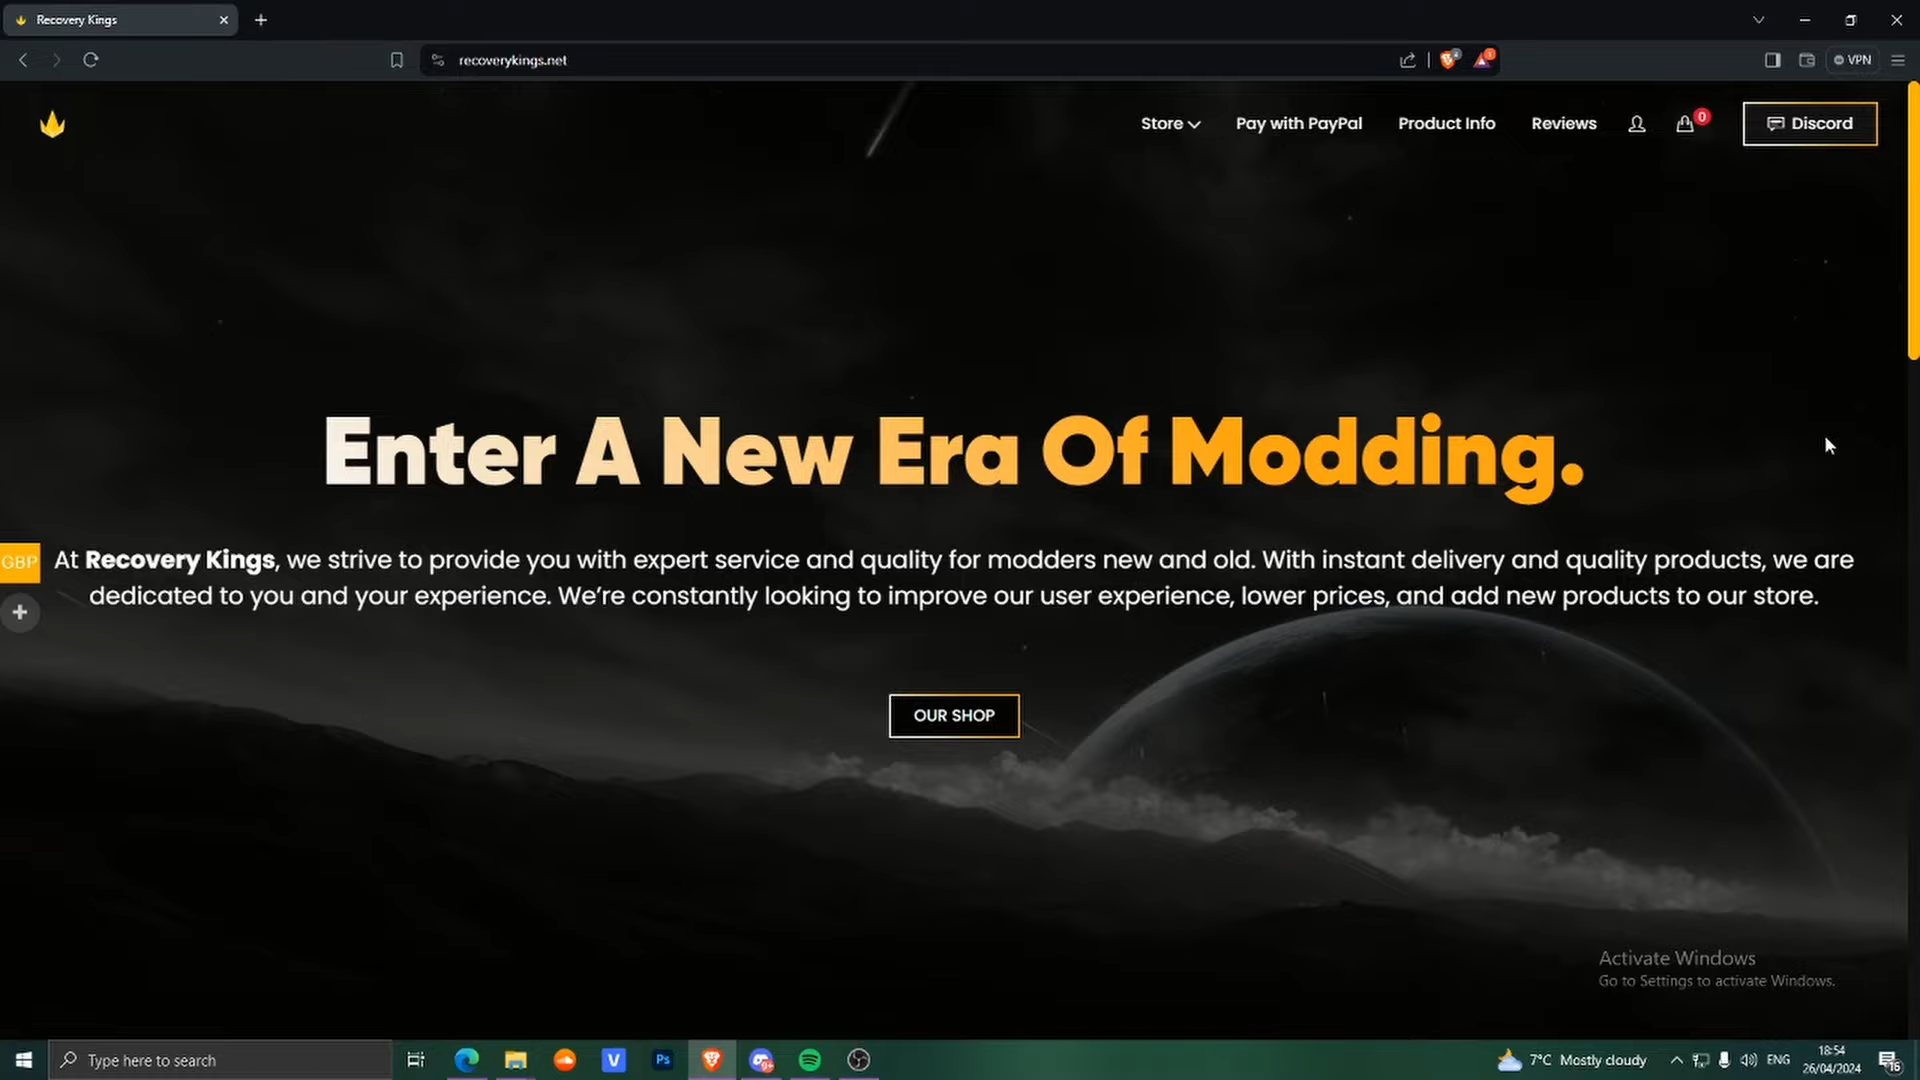 Recovery Kings
recoverykings.net
VPN
Store
Pay with PayPal
Product Info
Reviews
0
Discord
Enter A New Era Of Modding.
GBP
At Recovery Kings, we strive to provide you with expert service and quality for modders new and old. With instant delivery and quality products, we are
dedicated to you and your experience. We're constantly looking to improve our user experience, lower prices, and add new products to our store.
OUR SHOP
Activate Windows
Go to Settings to activate Windows.
Type here to search
V
Ps
7°C Mostly cloudy
ENG
18:54
26/04/2024
16